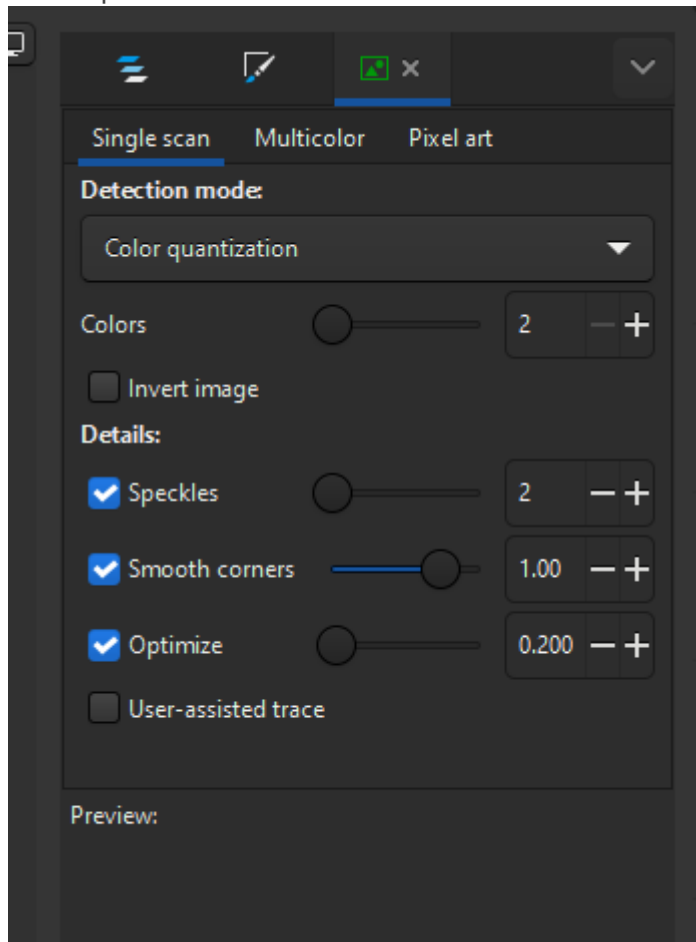 Single scan Multicolor Pixel art
Detection mode:
Color quantization
Colors 2
Invert image
Details:
Speckles 2
Smooth corners 1.00
Optimize 0.200
User-assisted trace
Preview: